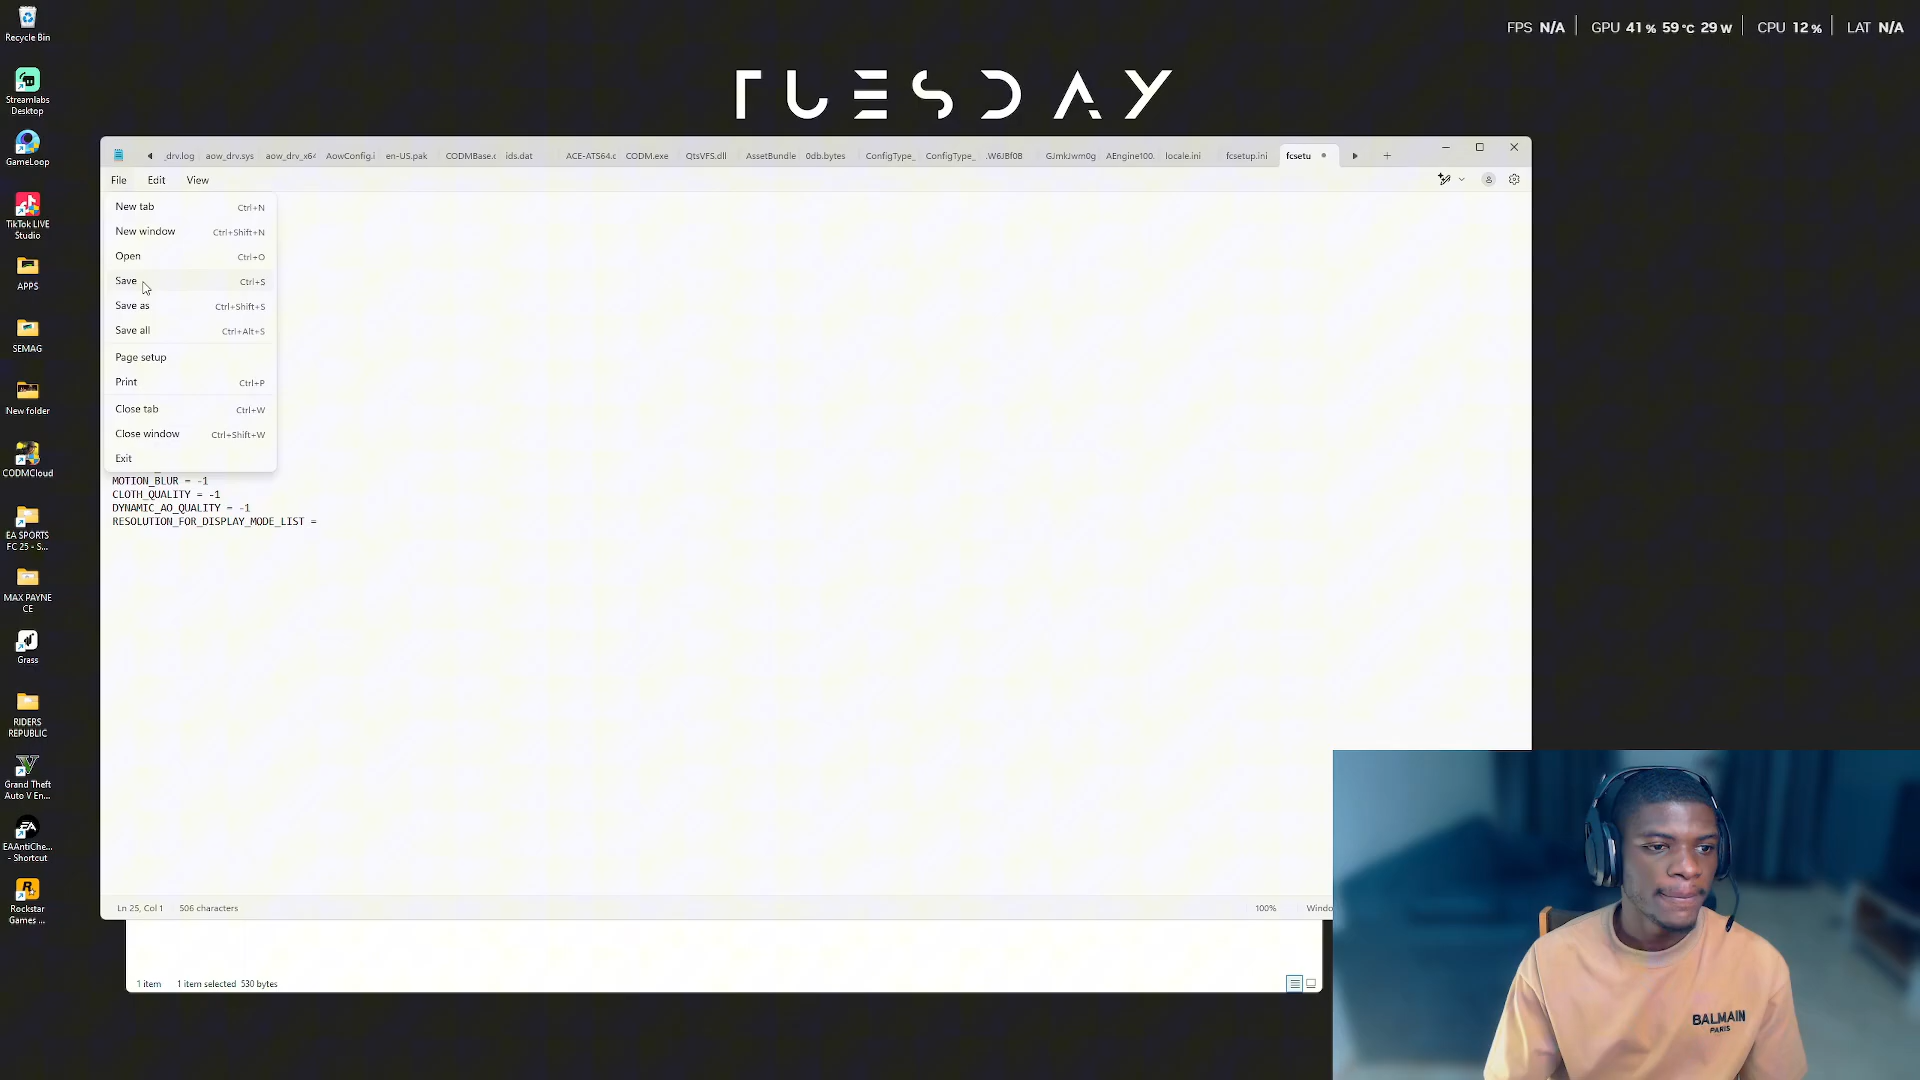 Recycle Bin
Streamlabs
Desktop
GameLoop
TikTok LIVE
Studio
APPS
SEMAG
New folder
CODMCloud
EA SPORTS
FC 25 - S...
MAX PAYNE
CE
Grass
RIDERS
REPUBLIC
Grand Theft
Auto V En...
EAAntiChe...
- Shortcut
Rockstar
Games ...
FPS N/A GPU 41 % 59 °C 29 W CPU 12 % LAT N/A
TUESDAY
_drv.log aow_drv.sys aow_drv_x64 AowConfig.i en-US.pak CODMBase.c ids.dat ACE-ATS64.c CODM.exe QtsVFS.dll AssetBundle 0db.bytes ConfigType_ ConfigType_ .W6JBf0B GJmkJwm0g AEngine100. locale.ini fcsetup.ini fcsetu
File Edit View
New tab Ctrl+N
New window Ctrl+Shift+N
Open Ctrl+O
Save Ctrl+S
Save as Ctrl+Shift+S
Save all Ctrl+Alt+S
Page setup
Print Ctrl+P
Close tab Ctrl+W
Close window Ctrl+Shift+W
Exit
MOTION_BLUR = -1
CLOTH_QUALITY = -1
DYNAMIC_AO_QUALITY = -1
RESOLUTION_FOR_DISPLAY_MODE_LIST =
Ln 25, Col 1 506 characters 100% Windo
1 item 1 item selected 530 bytes
BALMAIN
PARIS